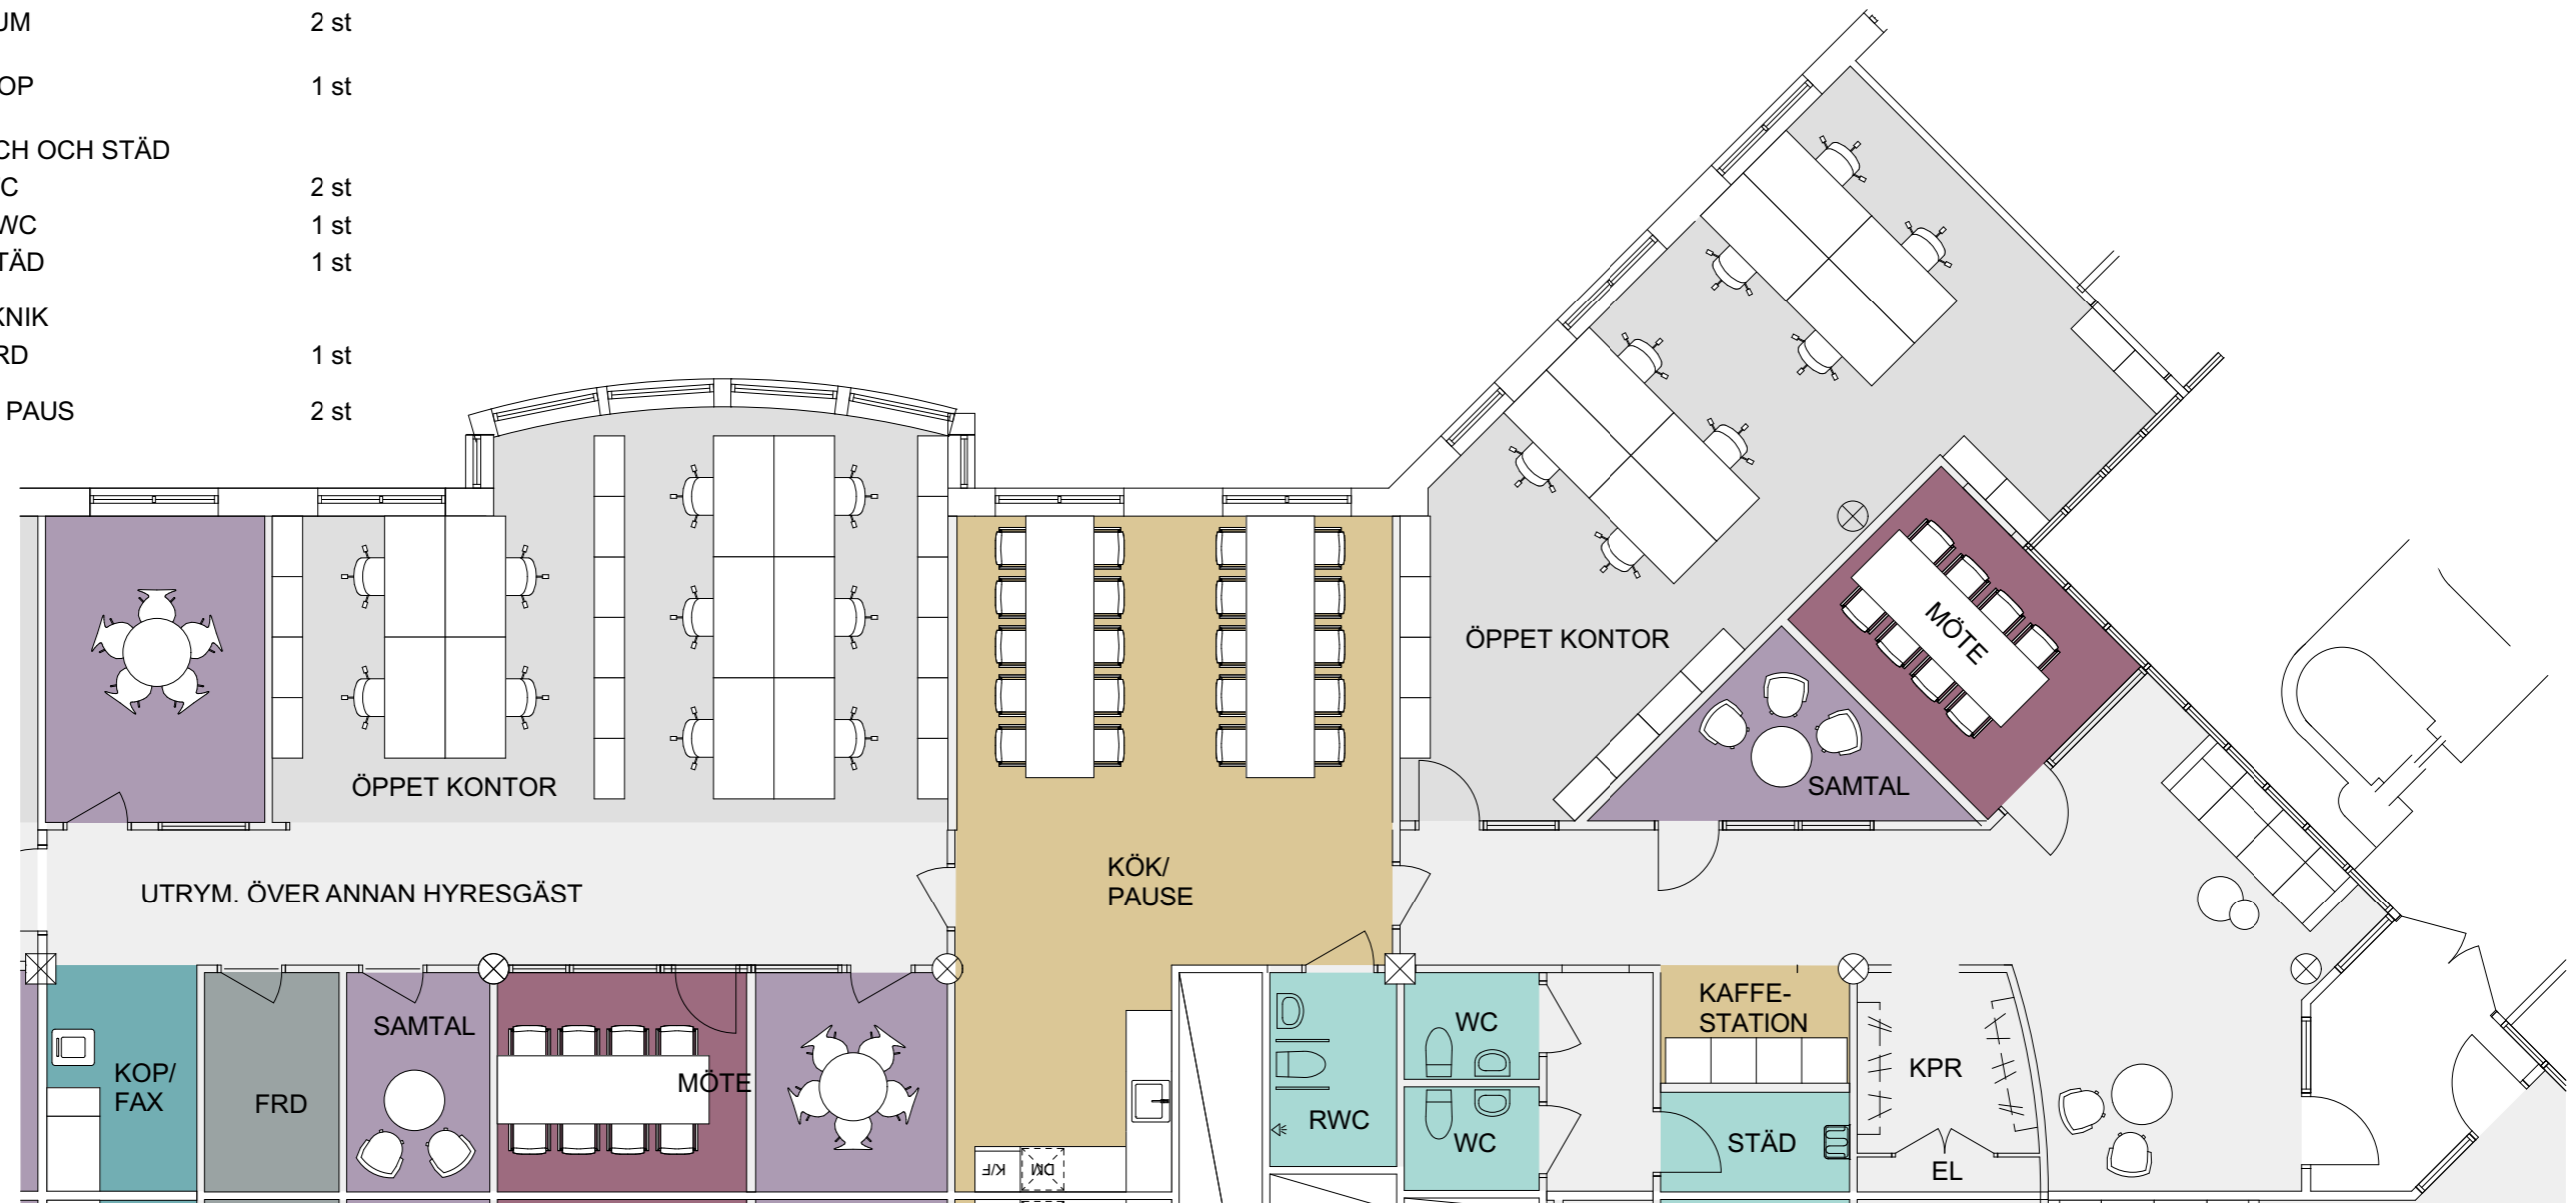 UM 2 st
OP 1 st
CH OCH STÄD
C 2 st
WC 1 st
TÄD 1 st
KNIK
RD 1 st
PAUS 2 st
ÖPPET KONTOR
MÖTE
ÖPPET KONTOR
SAMTAL
UTRYM. ÖVER ANNAN HYRESGÄST
KÖK/
PAUSE
KOP/
FAX
FRD
SAMTAL
MÖTE
K/F
DM
RWC
WC
WC
KAFFE-
STATION
STÄD
KPR
EL